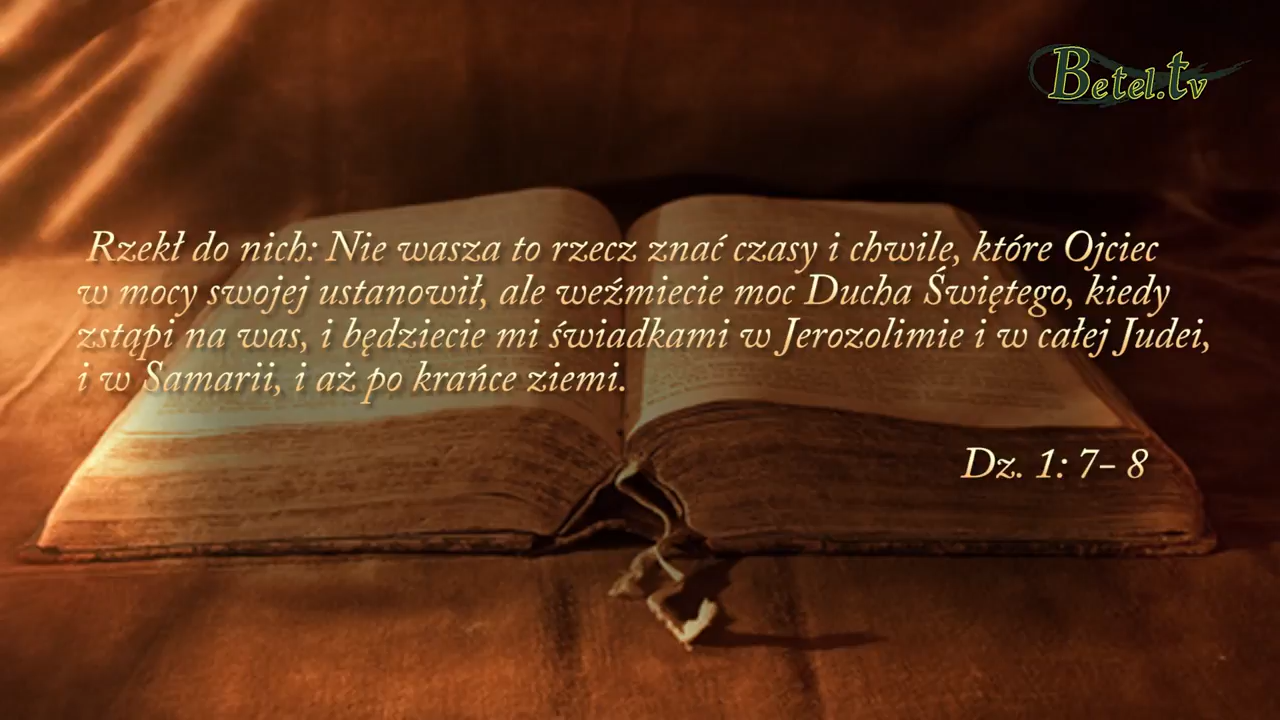 Betel.tv
Rzekł do nich: Nie wasza to rzecz znać czasy i chwile, które Ojciec
w mocy swojej ustanowił, ale weźmiecie moc Ducha Świętego, kiedy
zstąpi na was, i będziecie mi świadkami w Jerozolimie i w całej Judei,
i w Samarii, i aż po krańce ziemi.
Dz. 1: 7– 8